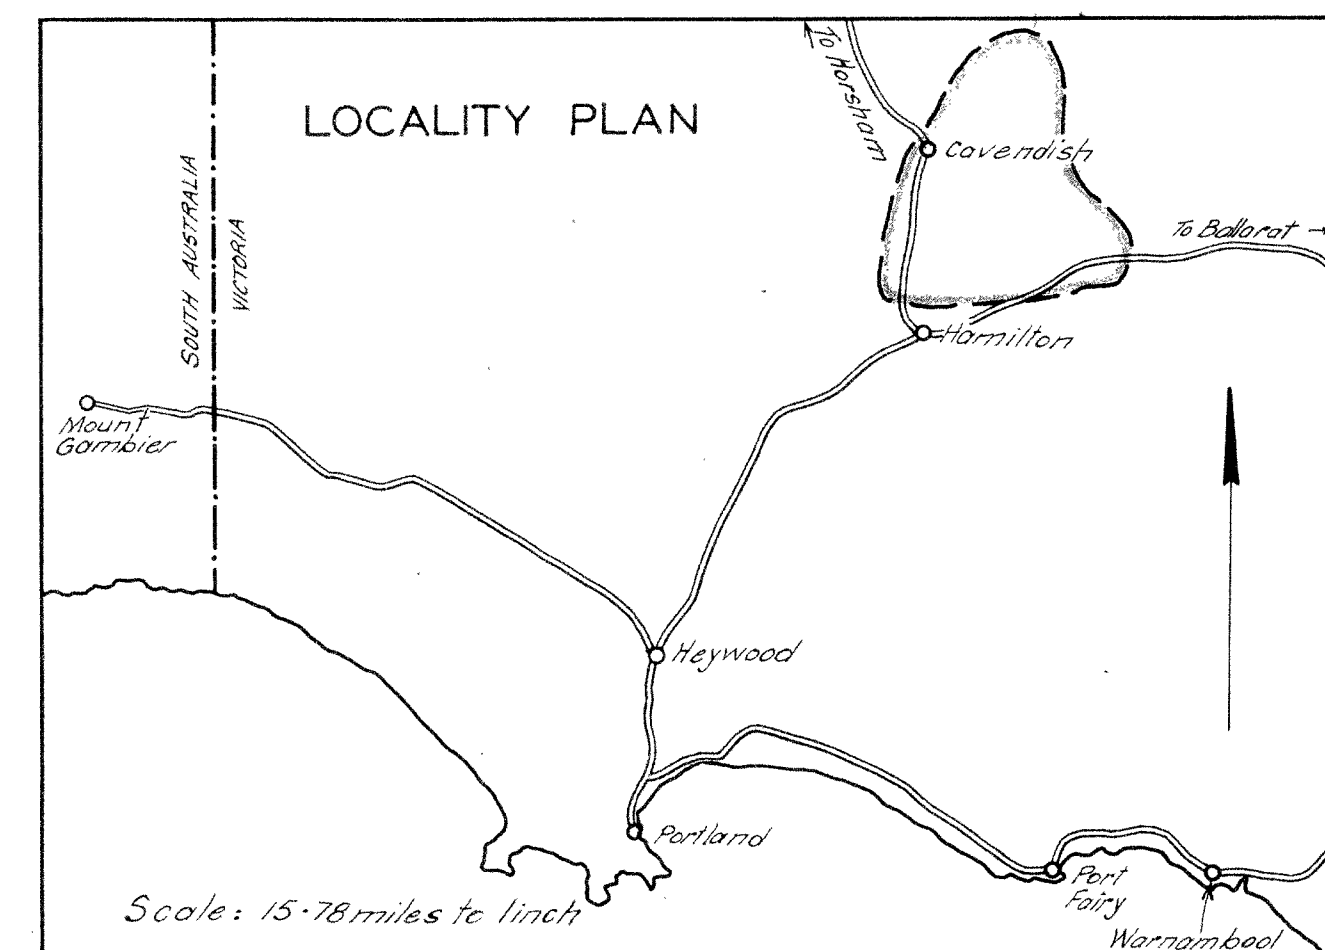 LOCALITY PLAN
To Horsham
Cavendish
SOUTH AUSTRALIA
VICTORIA
To Ballarat
Hamilton
Mount
Gambier
Heywood
Portland
Port
Fairy
Scale: 15·78 miles to 1 inch
Warnambool